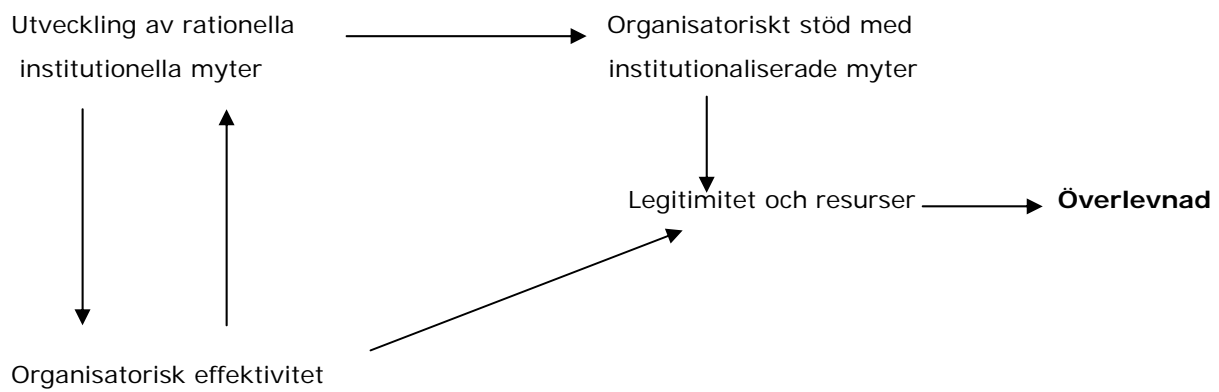 Utveckling av rationella
institutionella myter
Organisatoriskt stöd med
institutionaliserade myter
Legitimitet och resurser
Överlevnad
Organisatorisk effektivitet